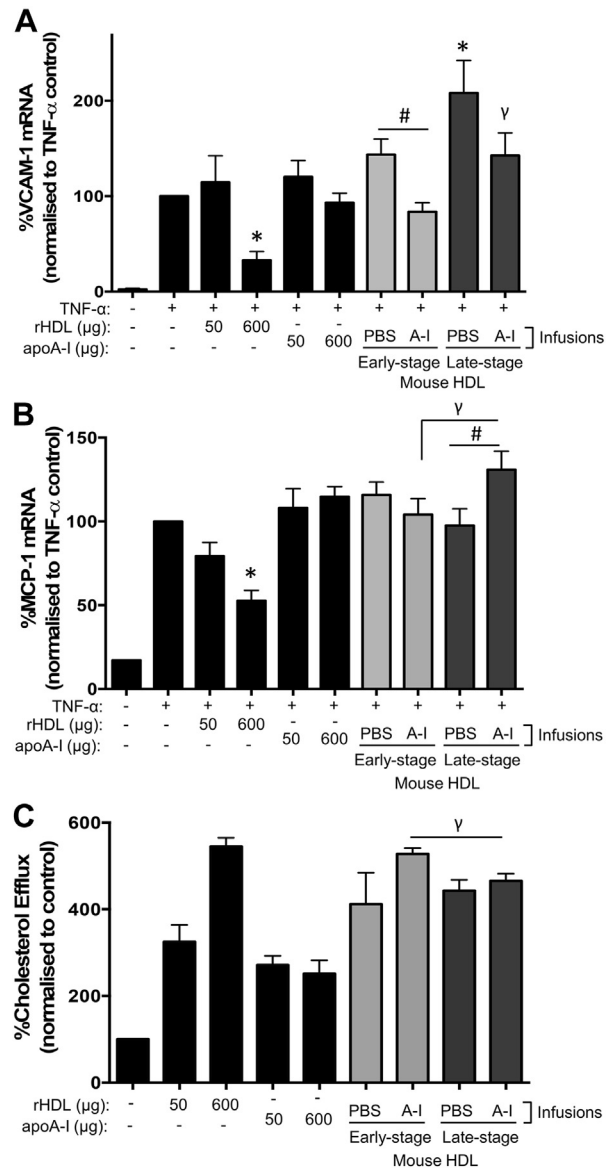 A
%VCAM-1 mRNA
(normalised to TNF-α control)
200
100
0
*
#
*
γ
TNF-α: - + + + + + + + + +
rHDL (µg): - - 50 600 - - PBS A-I PBS A-I Infusions
apoA-I (µg): - - - - 50 600
Early-stage Late-stage
Mouse HDL
B
%MCP-1 mRNA
(normalised to TNF-α control)
150
100
50
0
*
γ
#
TNF-α: - + + + + + + + + +
rHDL (µg): - - 50 600 - - PBS A-I PBS A-I Infusions
apoA-I (µg): - - - - 50 600
Early-stage Late-stage
Mouse HDL
C
%Cholesterol Efflux
(normalised to control)
600
400
200
0
γ
rHDL (µg): - 50 600 - - PBS A-I PBS A-I Infusions
apoA-I (µg): - - - 50 600
Early-stage Late-stage
Mouse HDL